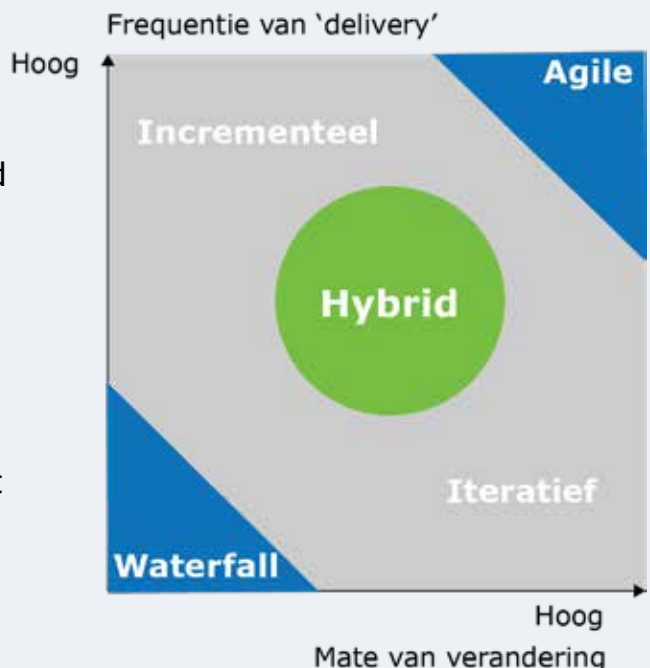 Frequentie van ‘delivery’
Hoog
Agile
Incrementeel
d
Hybrid
t
Iteratief
Waterfall
Hoog
Mate van verandering